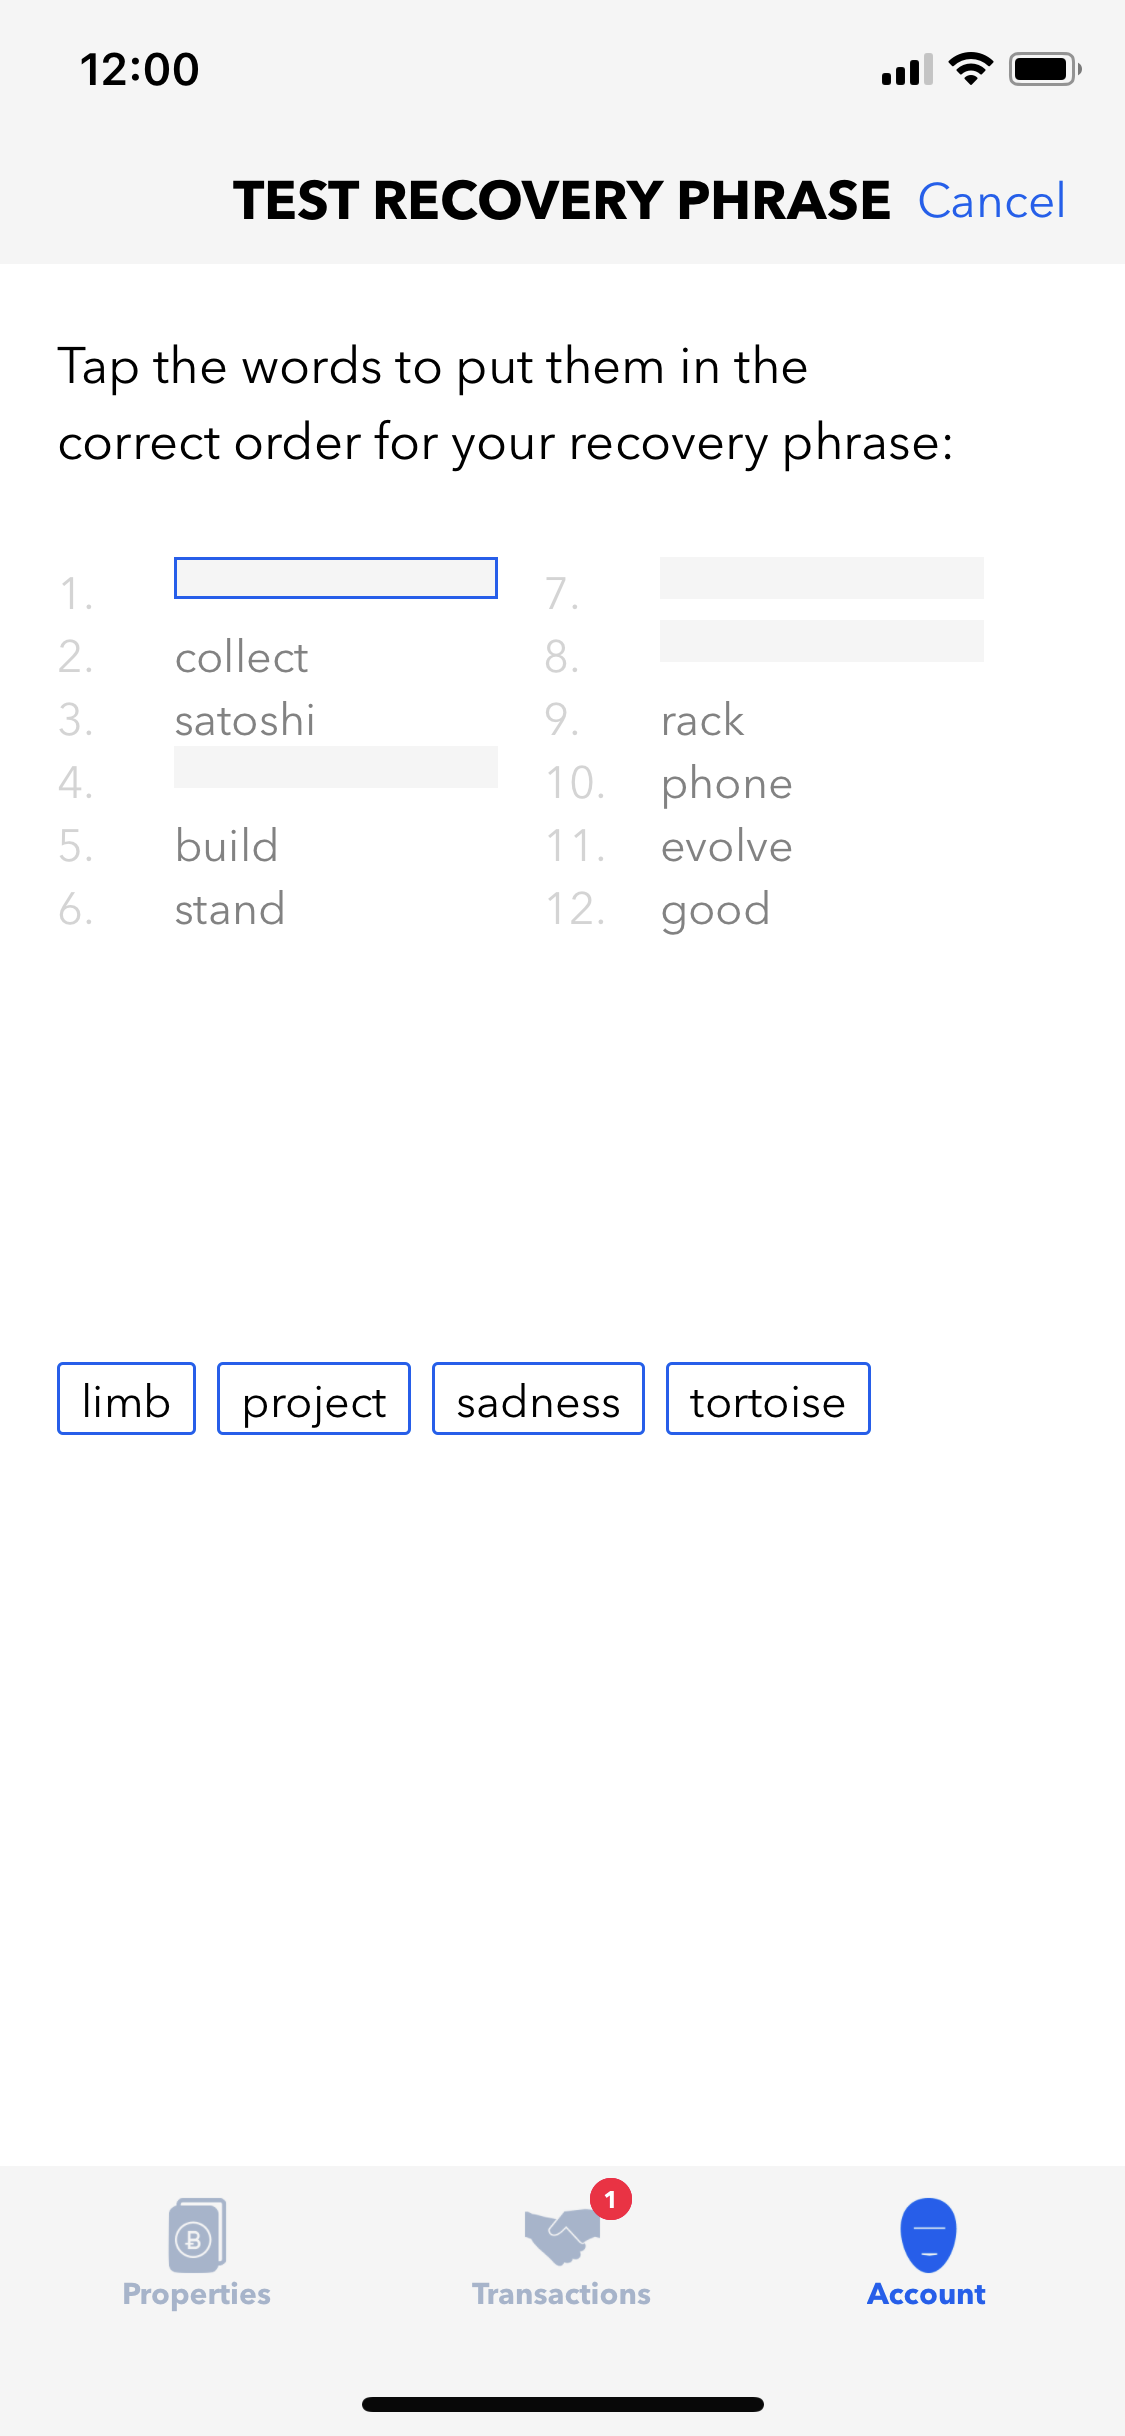 12:00
TEST RECOVERY PHRASE Cancel
Tap the words to put them in the
correct order for your recovery phrase:
1.
2. collect
3. satoshi
4.
5. build
6. stand
7.
8.
9. rack
10. phone
11. evolve
12. good
limb project sadness tortoise
1
Properties Transactions Account